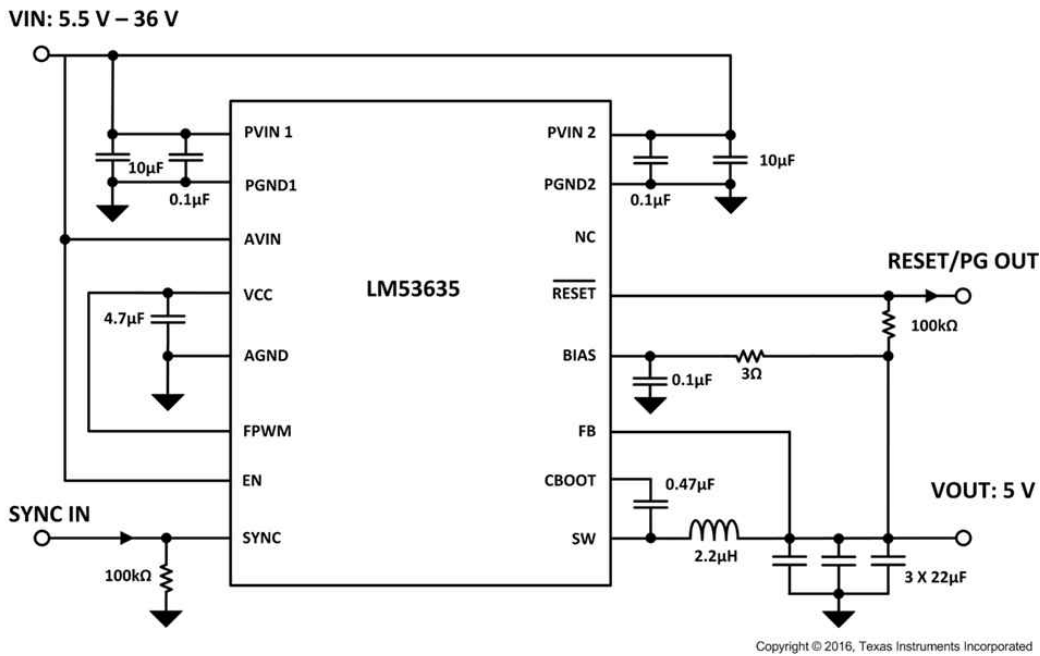 VIN: 5.5 V – 36 V
PVIN 1
PVIN 2
10µF
0.1µF
PGND1
PGND2
0.1µF
10µF
AVIN
NC
RESET/PG OUT
VCC
LM53635
RESET
4.7µF
100kΩ
AGND
BIAS
0.1µF
3Ω
FPWM
FB
EN
CBOOT
0.47µF
VOUT: 5 V
SYNC IN
SYNC
SW
2.2µH
100kΩ
3 X 22µF
Copyright © 2016, Texas Instruments Incorporated